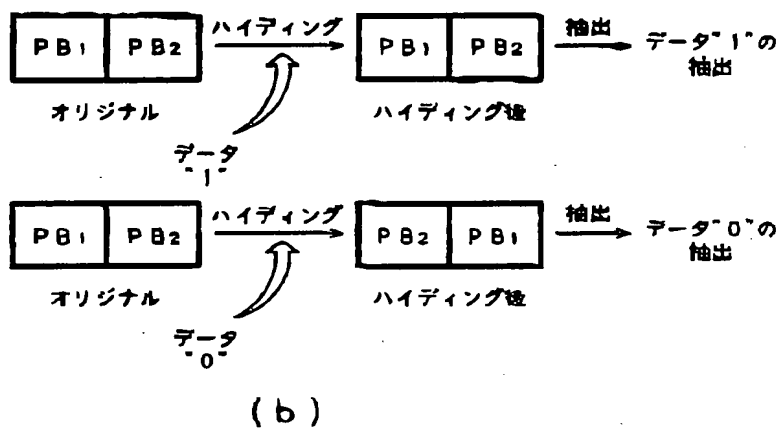 PB1 PB2 ハイディング PB1 PB2 抽出 データ"1"の
抽出
オリジナル ハイディング後
データ
"1"
PB1 PB2 ハイディング PB2 PB1 抽出 データ"0"の
抽出
オリジナル ハイディング後
データ
"0"
(b)